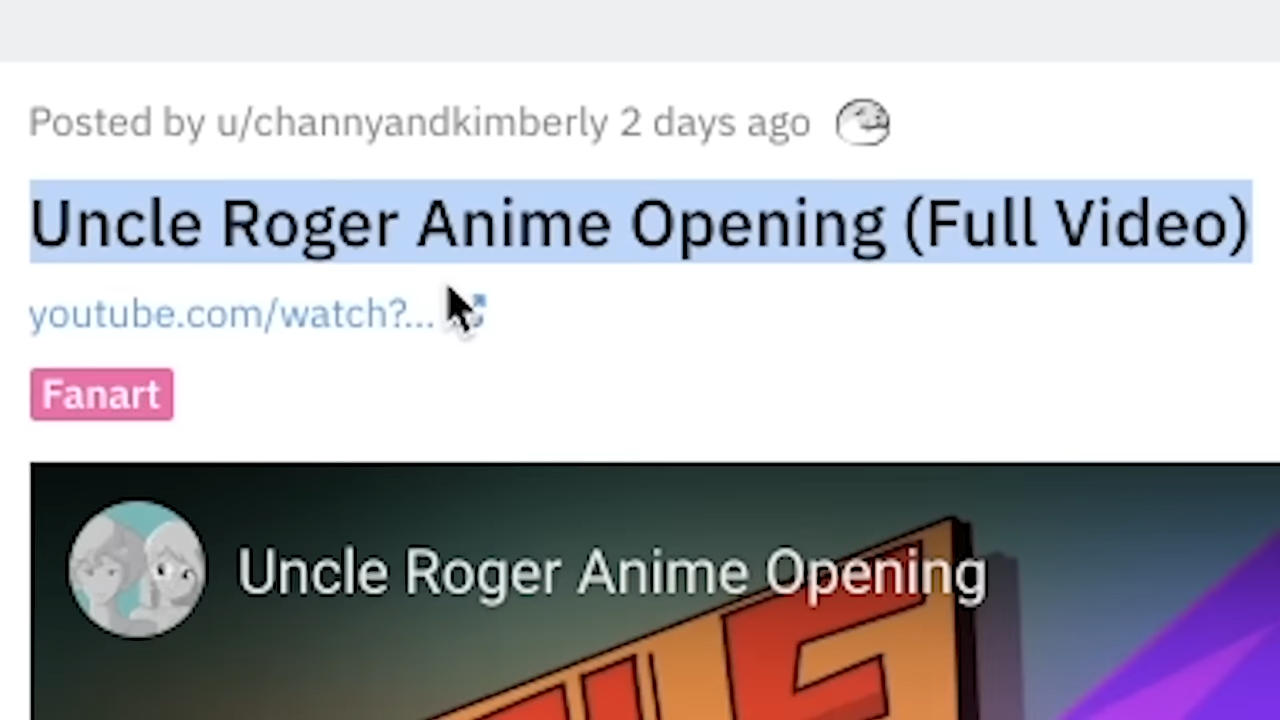 Posted by u/channyandkimberly 2 days ago
Uncle Roger Anime Opening (Full Video)
youtube.com/watch?...
Fanart
Uncle Roger Anime Opening